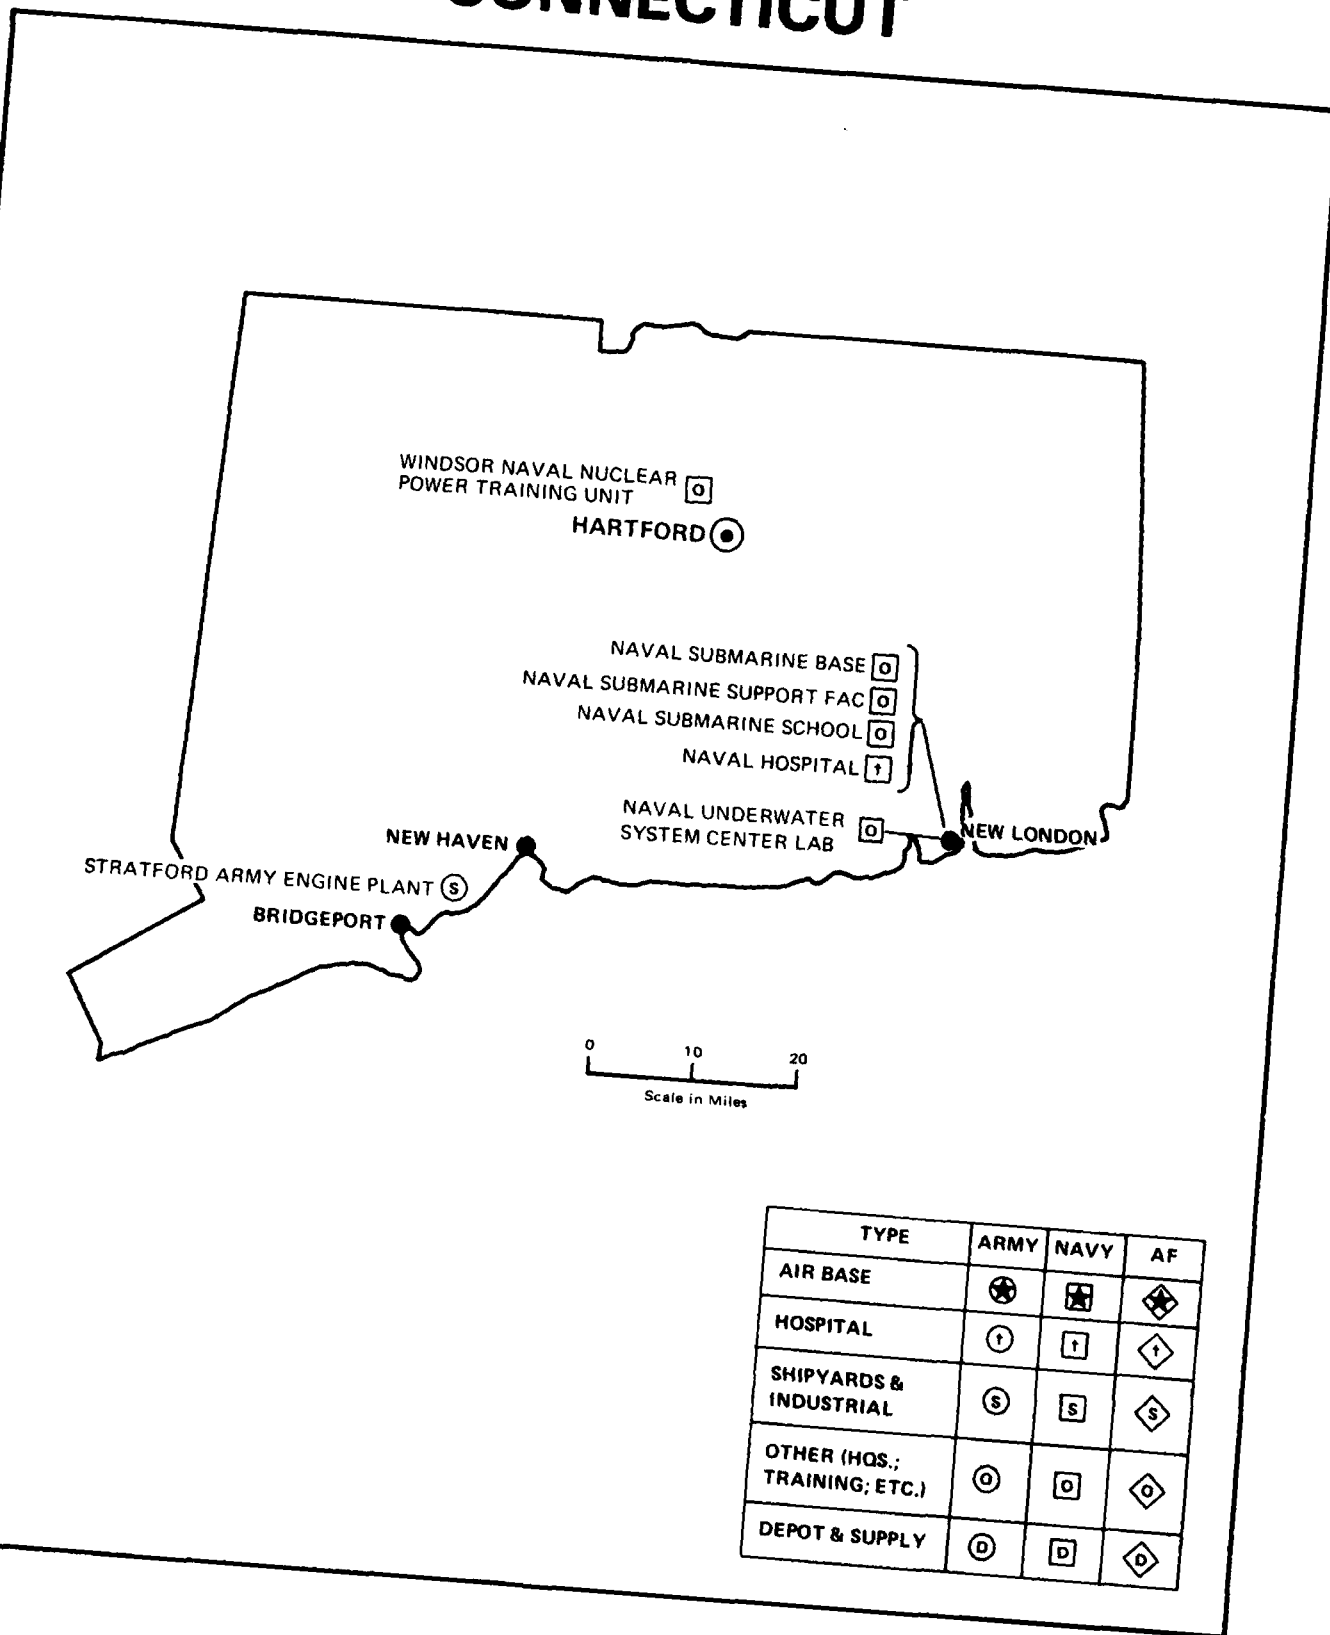 CONNECTICUT
WINDSOR NAVAL NUCLEAR
POWER TRAINING UNIT
O
HARTFORD
NAVAL SUBMARINE BASE O
NAVAL SUBMARINE SUPPORT FAC O
NAVAL SUBMARINE SCHOOL O
NAVAL HOSPITAL †
NAVAL UNDERWATER
SYSTEM CENTER LAB
O
NEW LONDON
NEW HAVEN
STRATFORD ARMY ENGINE PLANT S
BRIDGEPORT
0 10 20
Scale in Miles
TYPE ARMY NAVY AF
AIR BASE ★ ★ ★
HOSPITAL † † †
SHIPYARDS &
INDUSTRIAL S S S
OTHER (HQS.;
TRAINING; ETC.) O O O
DEPOT & SUPPLY D D D